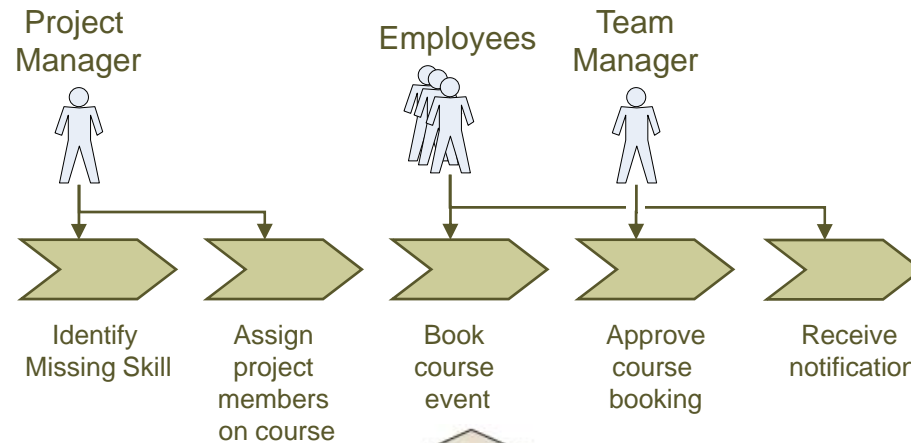 Project
Manager
Employees
Team
Manager
Identify
Missing Skill
Assign
project
members
on course
Book
course
event
Approve
course
booking
Receive
notification